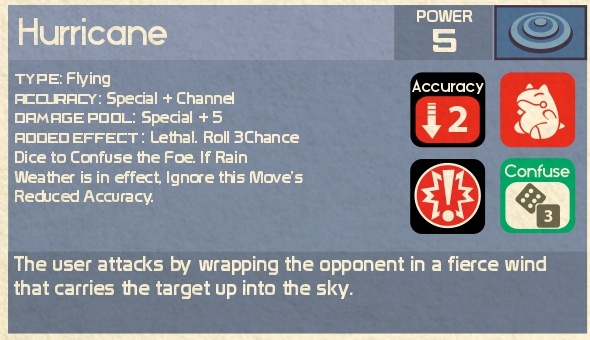 Hurricane
POWER
5
TYPE: Flying
ACCURACY: Special + Channel
DAMAGE POOL: Special + 5
ADDED EFFECT: Lethal. Roll 3Chance
Dice to Confuse the Foe. If Rain
Weather is in effect, Ignore this Move's
Reduced Accuracy.
Accuracy
2
Confuse
3
The user attacks by wrapping the opponent in a fierce wind
that carries the target up into the sky.